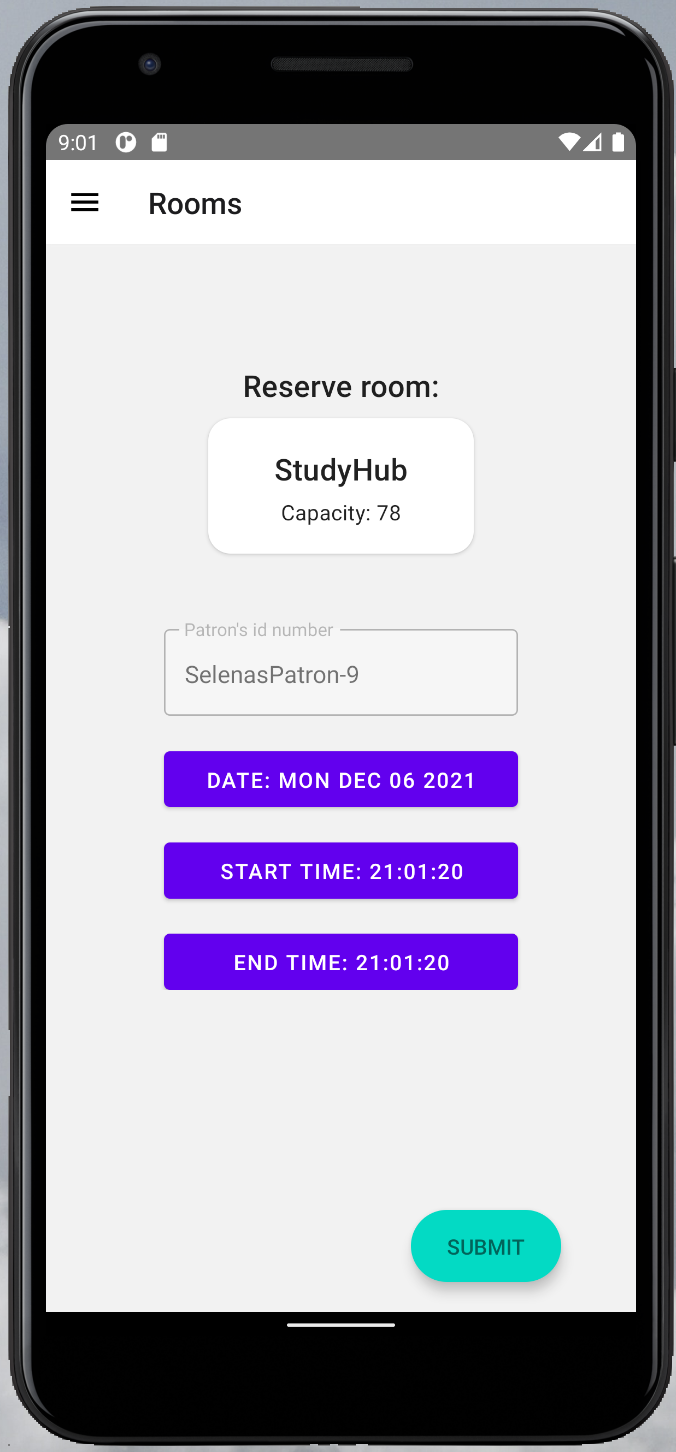 9:01
Rooms
Reserve room:
StudyHub
Capacity: 78
Patron's id number
SelenasPatron-9
DATE: MON DEC 06 2021
START TIME: 21:01:20
END TIME: 21:01:20
SUBMIT